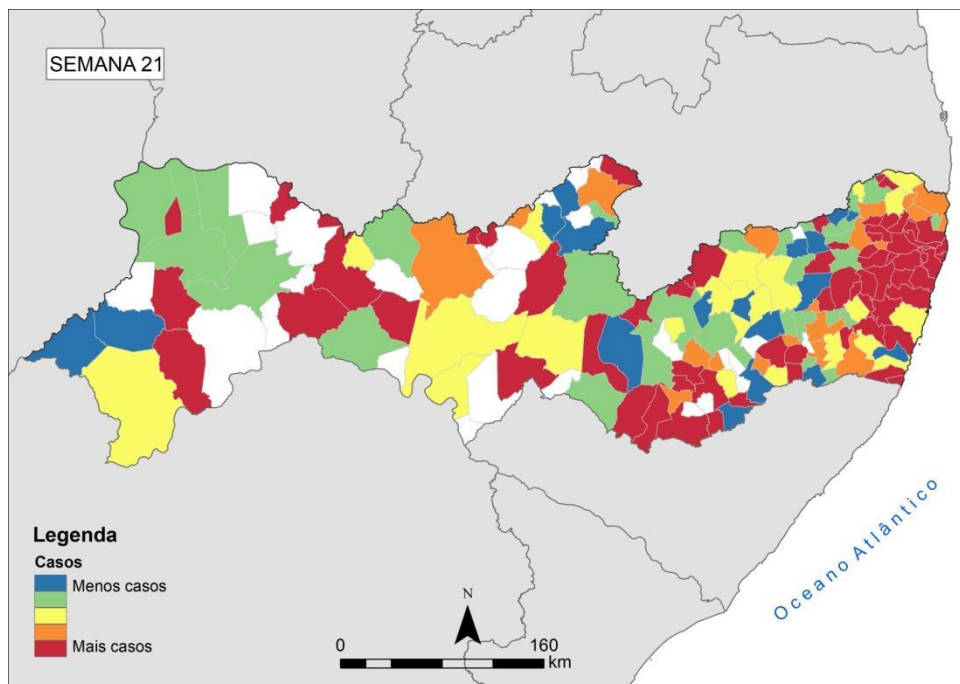 SEMANA 21
Legenda
Casos
Menos casos
Mais casos
N
0 160
km
Oceano Atlântico